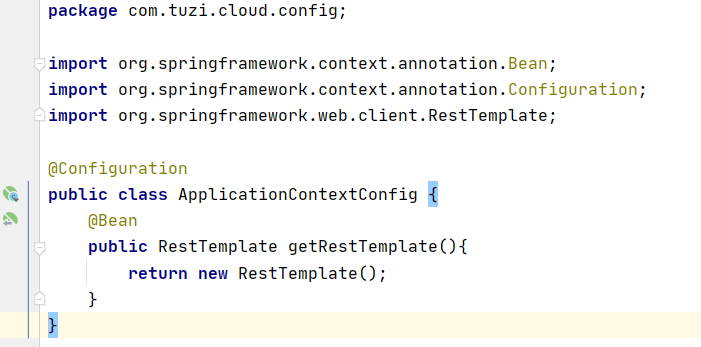 package com.tuzi.cloud.config;
import org.springframework.context.annotation.Bean;
import org.springframework.context.annotation.Configuration;
import org.springframework.web.client.RestTemplate;
@Configuration
public class ApplicationContextConfig {
@Bean
public RestTemplate getRestTemplate(){
return new RestTemplate();
}
}